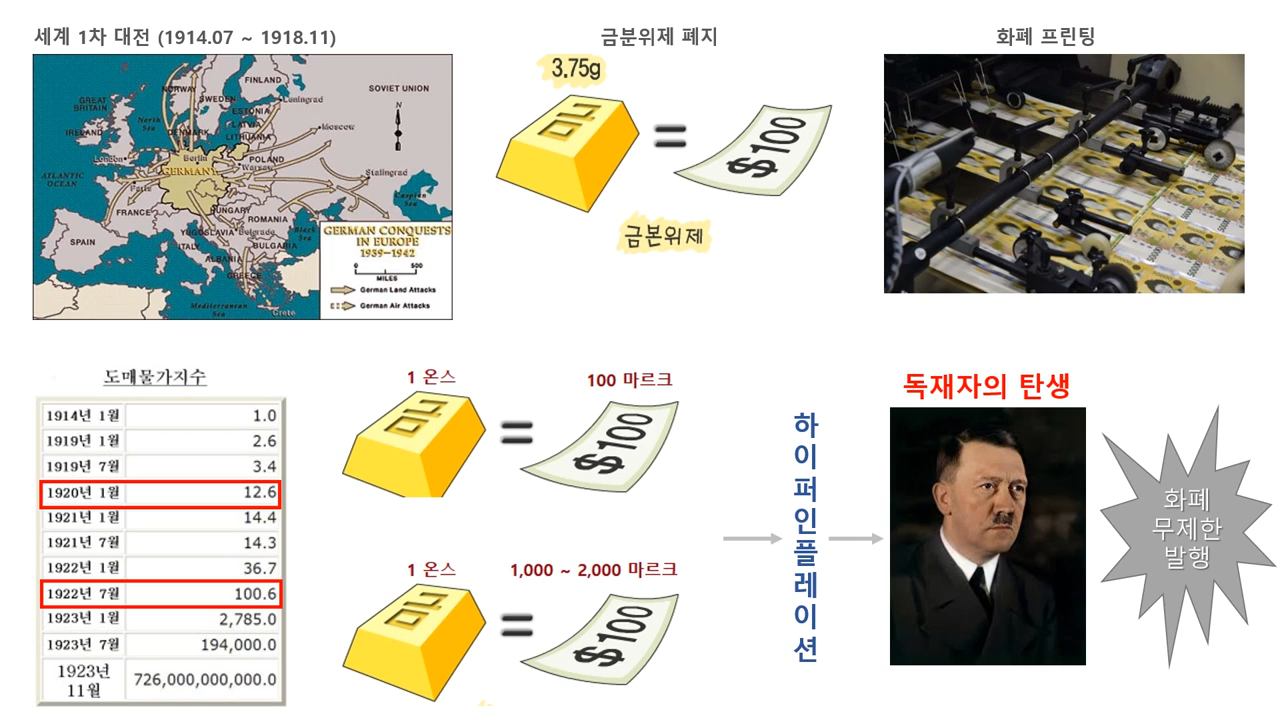 세계 1차 대전 (1914.07 ~ 1918.11)
금분위제 폐지
화폐 프린팅
NORWAY
FINLAND
SWEDEN
Leningrad
SOVIET UNION
ESTONIA
LATVIA
LITHUANIA
GREAT
BRITAIN
North
Sea
DENMARK
IRELAND
Moscow
N
London
Berlin
POLAND
Warsaw
GERMANY
ATLANTIC
OCEAN
Paris
Stalingrad
FRANCE
HUNGARY
ROMANIA
Caspian
Sea
SPAIN
YUGOSLAVIA
Belgrade
Black
Sea
ITALY
BULGARIA
ALBANIA
GREECE
Mediterranean
Sea
Crete
GERMAN CONQUESTS
IN EUROPE
1939–1942
0 500
MILES
German Land Attacks
German Air Attacks
3.75g
금
=
$100
금본위제
50000
도매물가지수
1914년 1월 1.0
1919년 1월 2.6
1919년 7월 3.4
1920년 1월 12.6
1921년 1월 14.4
1921년 7월 14.3
1922년 1월 36.7
1922년 7월 100.6
1923년 1월 2,785.0
1923년 7월 194,000.0
1923년
11월 726,000,000,000.0
1 온스
100 마르크
금
=
$100
1 온스
1,000 ~ 2,000 마르크
금
=
$100
하
이
퍼
인
플
레
이
션
독재자의 탄생
화폐
무제한
발행